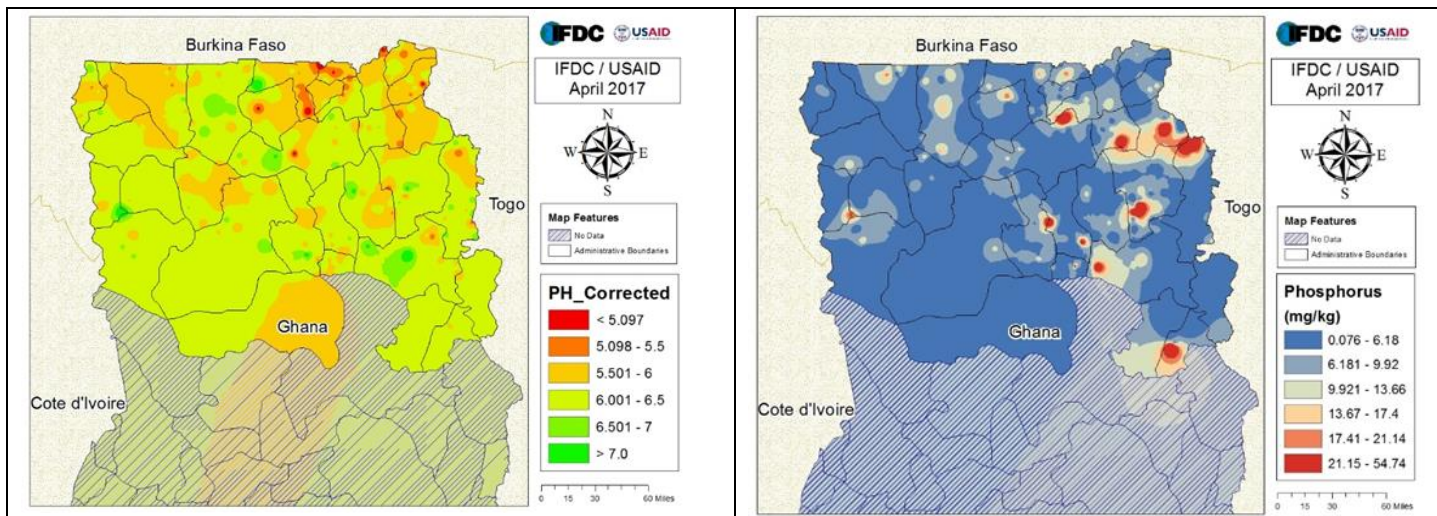 Burkina Faso
Togo
Ghana
Cote d'Ivoire
IFDC USAID
IFDC / USAID
April 2017
N
W E
S
Map Features
No Data
Administrative Boundaries
PH_Corrected
< 5.097
5.098 - 5.5
5.501 - 6
6.001 - 6.5
6.501 - 7
> 7.0
0 15 30 60 Miles
Burkina Faso
Togo
Ghana
Cote d'Ivoire
IFDC USAID
IFDC / USAID
April 2017
N
W E
S
Map Features
No Data
Administrative Boundaries
Phosphorus
(mg/kg)
0.076 - 6.18
6.181 - 9.92
9.921 - 13.66
13.67 - 17.4
17.41 - 21.14
21.15 - 54.74
0 15 30 60 Miles